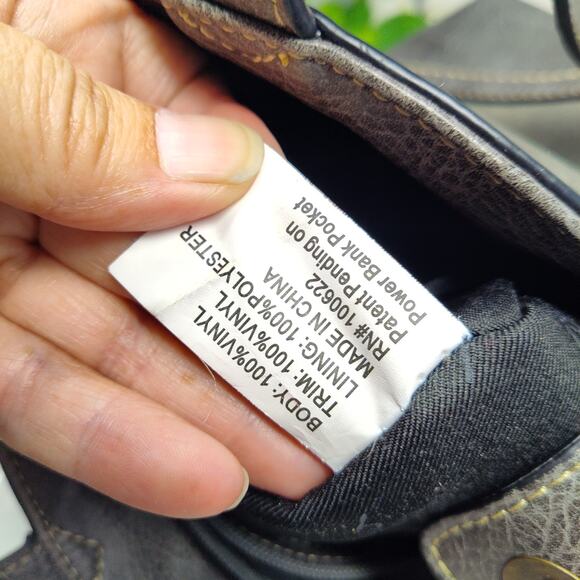 BODY: 100%VINYL
TRIM: 100%VINYL
LINING: 100%POLYESTER
MADE IN CHINA
RN# 100622
Patent Pending on
Power Bank Pocket